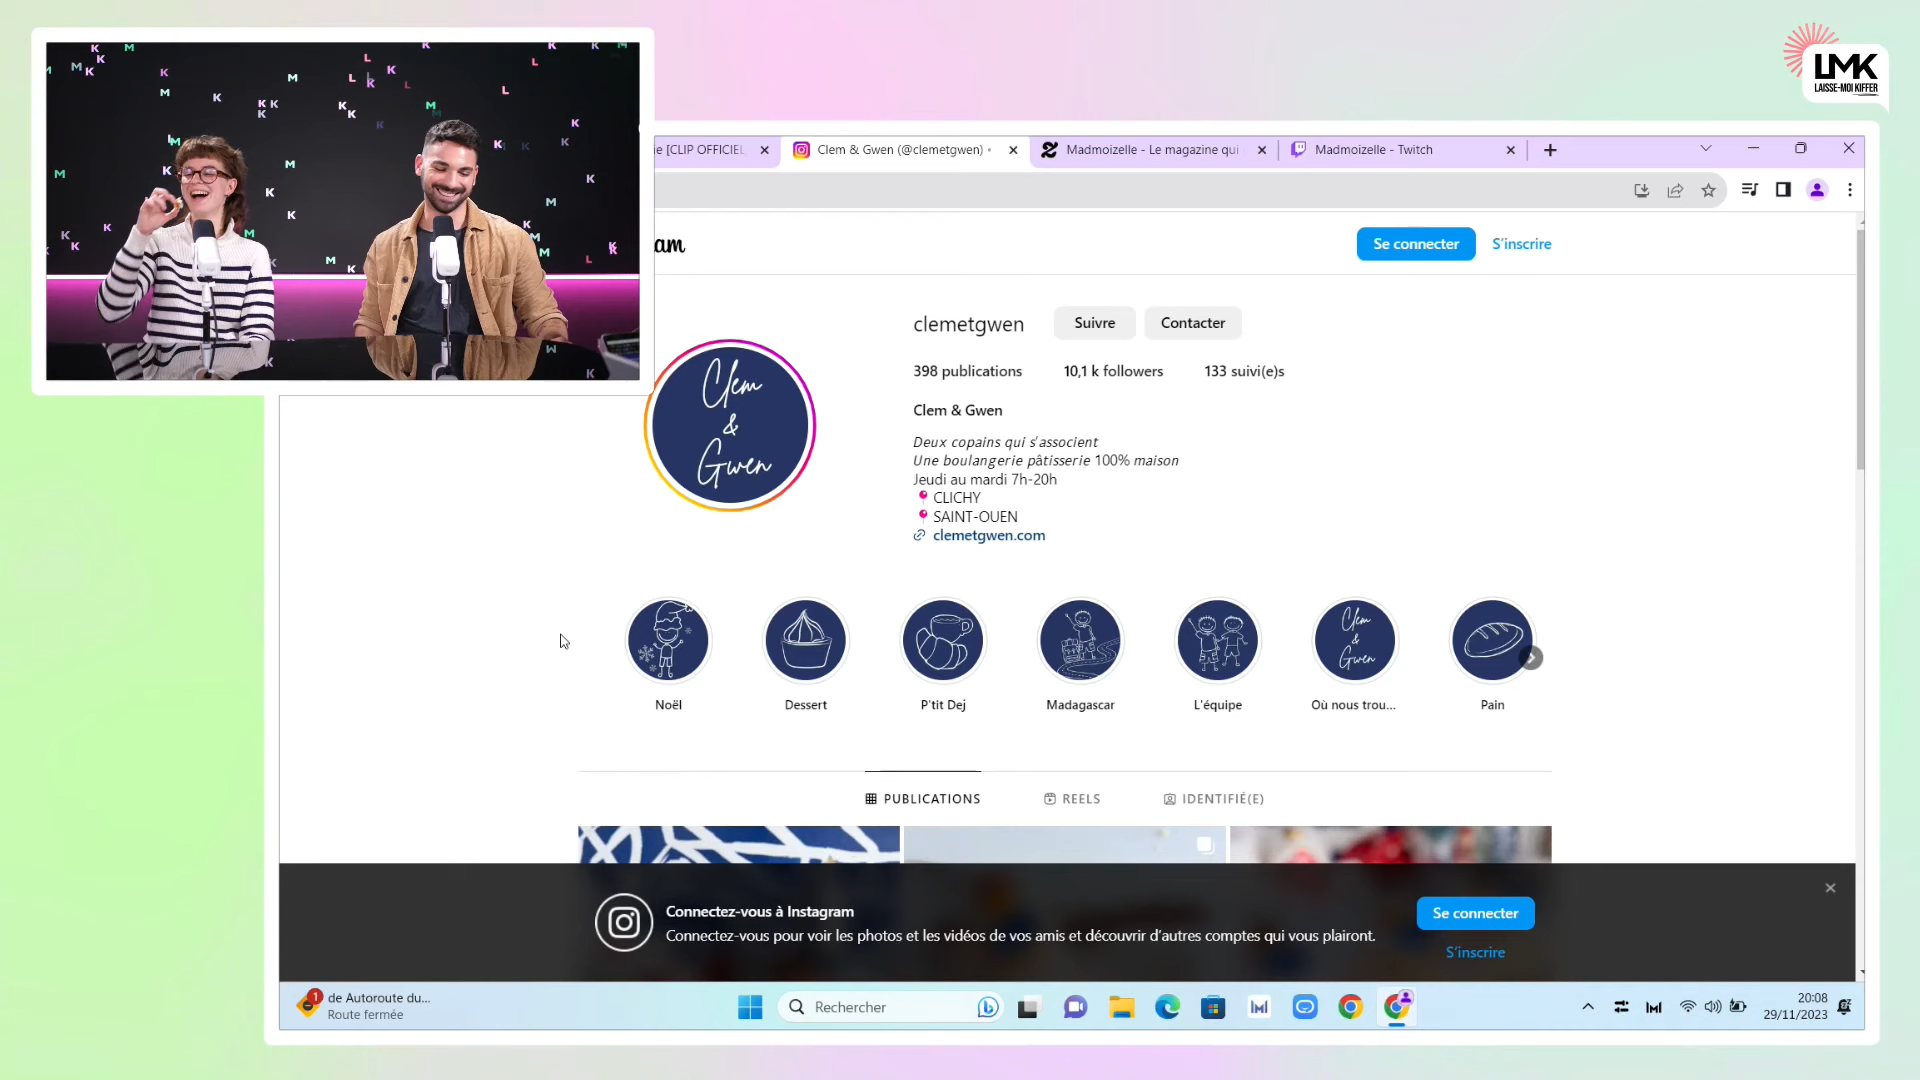 LMK
LAISSE-MOI KIFFER
ie [CLIP OFFICIEL
Clem & Gwen (@clemetgwen) •
Madmoizelle - Le magazine qui
Madmoizelle - Twitch
am
Se connecter
S'inscrire
clemetgwen
Suivre
Contacter
398 publications
10,1 k followers
133 suivi(e)s
Clem & Gwen
Clem
&
Gwen
Deux copains qui s'associent
Une boulangerie pâtisserie 100% maison
Jeudi au mardi 7h-20h
CLICHY
SAINT-OUEN
clemetgwen.com
Clem
&
Gwen
Noël
Dessert
P'tit Dej
Madagascar
L'équipe
Où nous trou...
Pain
PUBLICATIONS
REELS
IDENTIFIÉ(E)
Connectez-vous à Instagram
Connectez-vous pour voir les photos et les vidéos de vos amis et découvrir d'autres comptes qui vous plairont.
Se connecter
S'inscrire
1
de Autoroute du...
Route fermée
Rechercher
20:08
29/11/2023